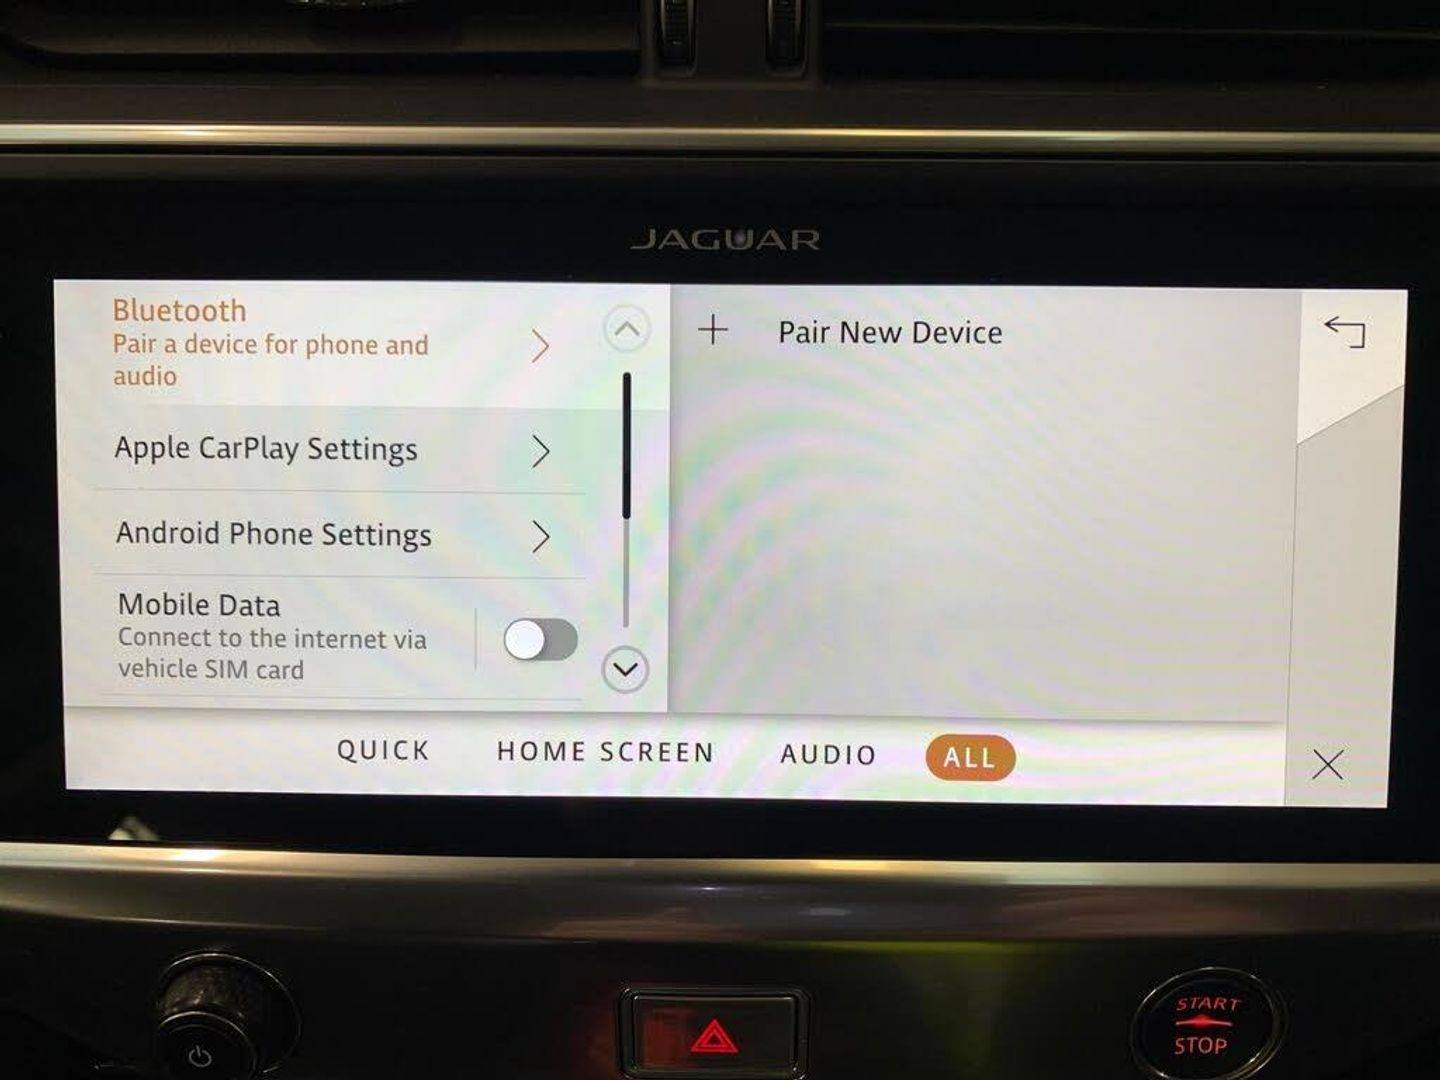 JAGUAR
Bluetooth
Pair a device for phone and
audio
Apple CarPlay Settings
Android Phone Settings
Mobile Data
Connect to the internet via
vehicle SIM card
Pair New Device
QUICK
HOME SCREEN
AUDIO
ALL
START
STOP